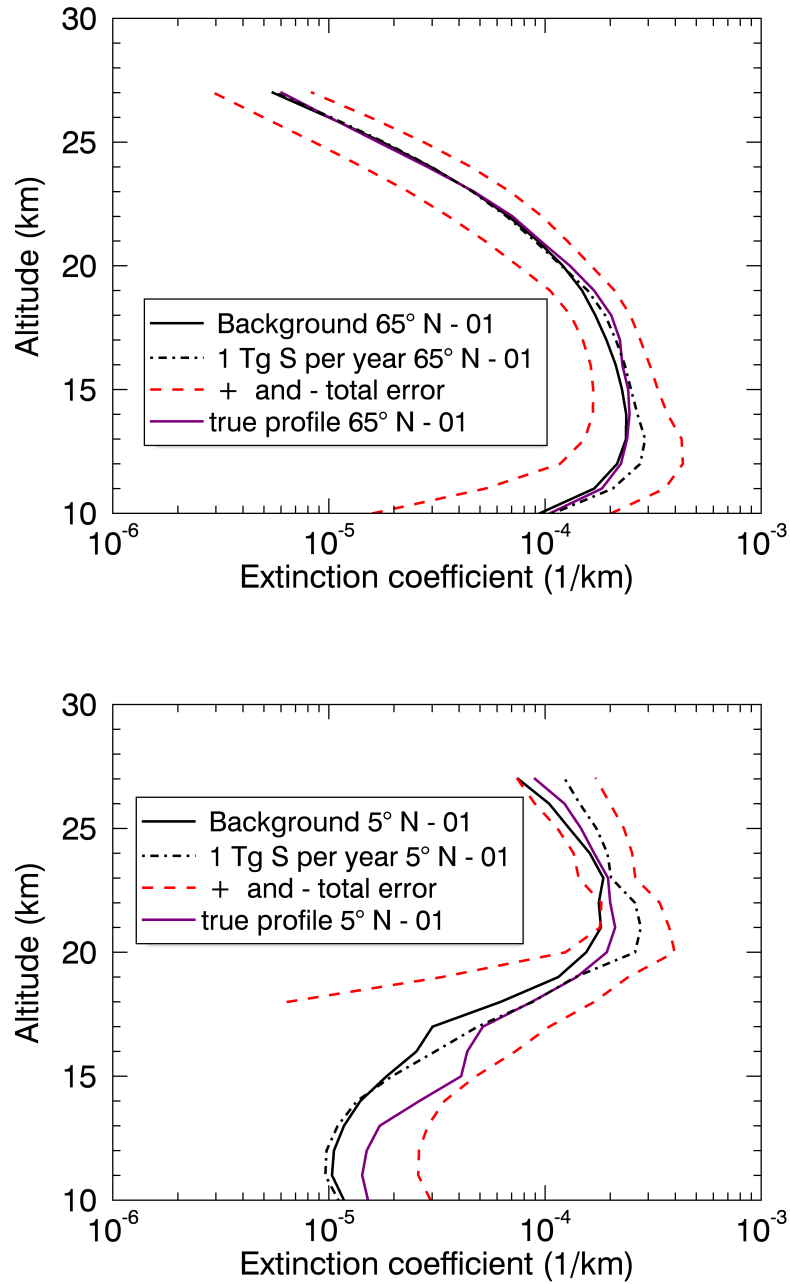 30
25
20
15
10
Altitude (km)
Background 65° N - 01
1 Tg S per year 65° N - 01
+ and - total error
true profile 65° N - 01
10-6 10-5 10-4 10-3
Extinction coefficient (1/km)
30
25
20
15
10
Altitude (km)
Background 5° N - 01
1 Tg S per year 5° N - 01
+ and - total error
true profile 5° N - 01
10-6 10-5 10-4 10-3
Extinction coefficient (1/km)